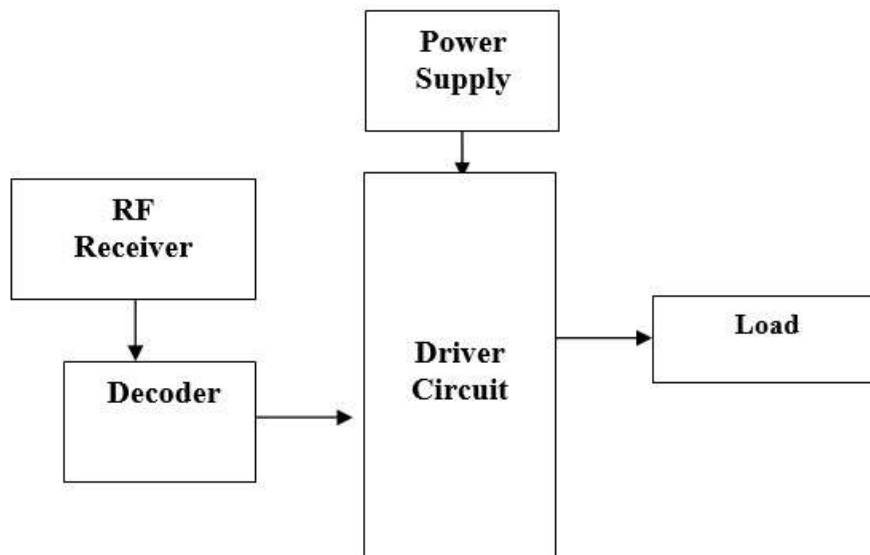 Power
Supply
RF
Receiver
Decoder
Driver
Circuit
Load